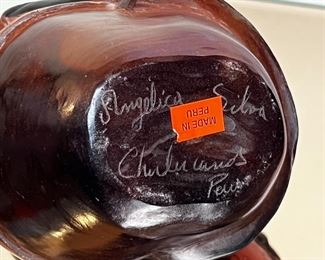 Angelica Silva
MADE IN
PERU
Chulucanas
Peru